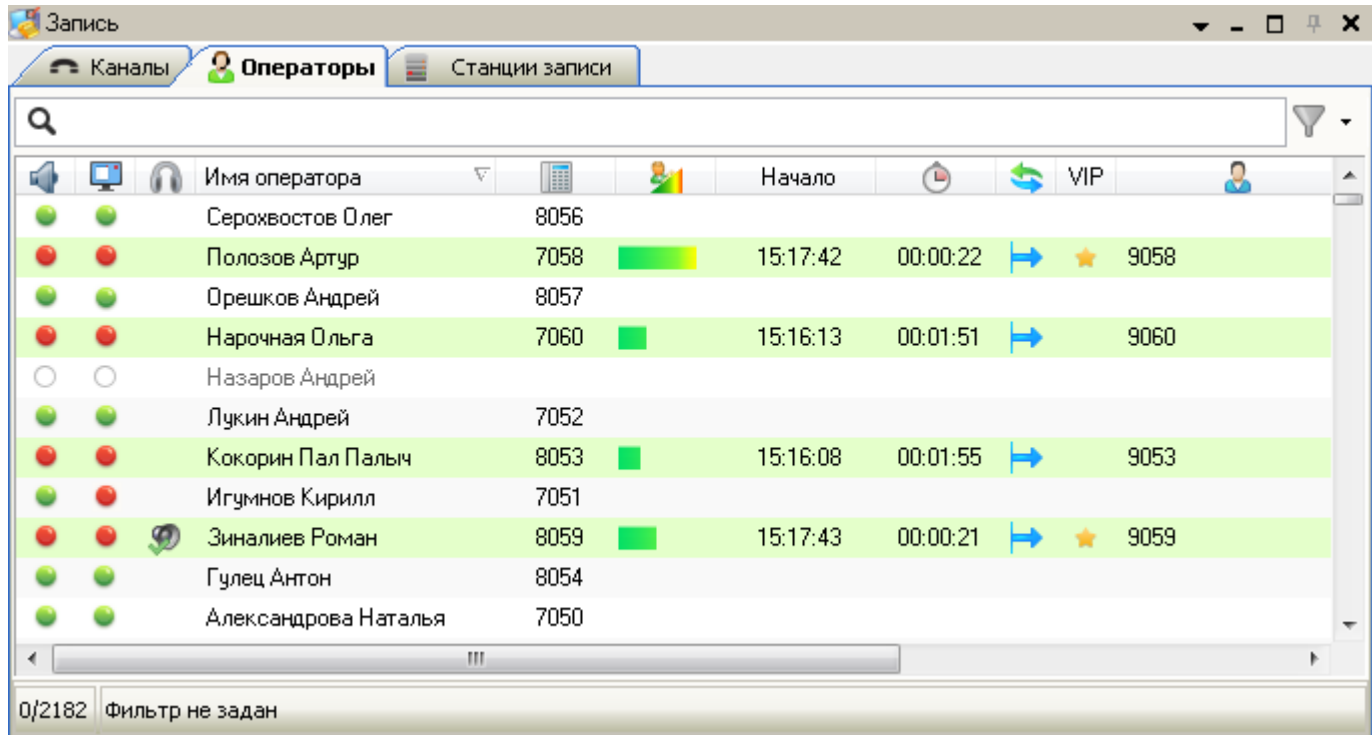 Запись
Каналы Операторы Станции записи
Имя оператора Начало VIP
Серохвостов Олег 8056
Полозов Артур 7058 15:17:42 00:00:22 9058
Орешков Андрей 8057
Нарочная Ольга 7060 15:16:13 00:01:51 9060
Назаров Андрей
Лукин Андрей 7052
Кокорин Пал Палыч 8053 15:16:08 00:01:55 9053
Игумнов Кирилл 7051
Зиналиев Роман 8059 15:17:43 00:00:21 9059
Гулец Антон 8054
Александрова Наталья 7050
0/2182 Фильтр не задан